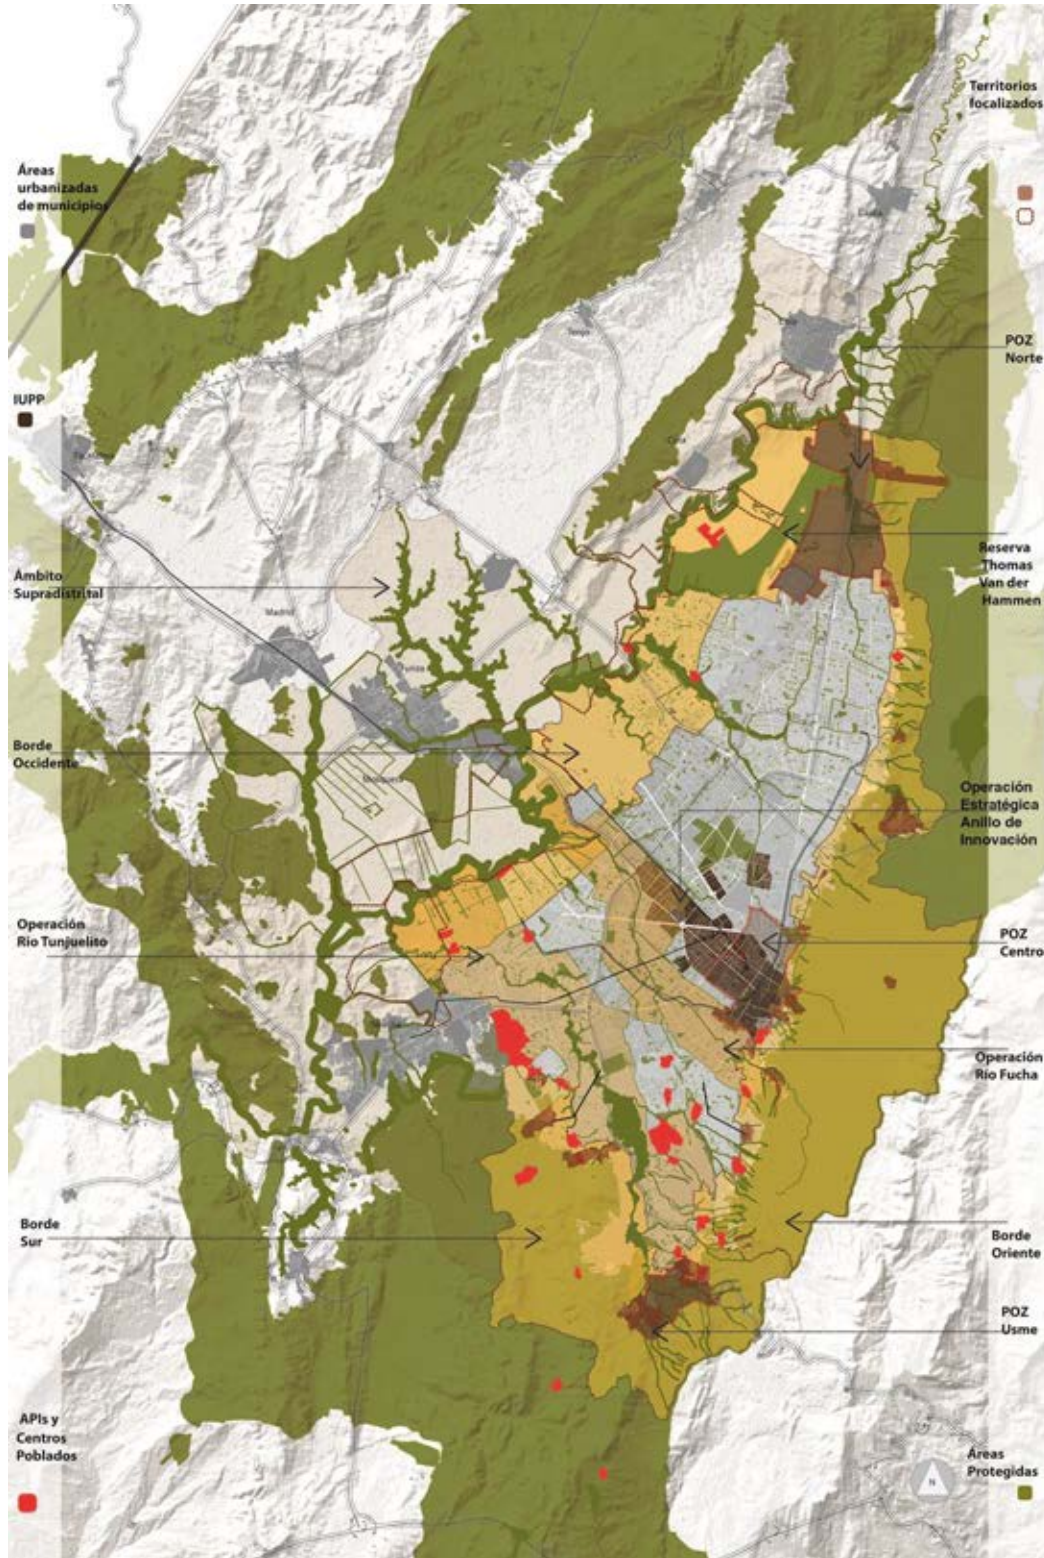 Territorios
focalizados
Áreas
urbanizadas
de municipios
POZ
Norte
IUPP
Reserva
Thomas
Van der
Hammen
Ámbito
Supradistrital
Madrid
Borde
Occidente
Operación
Estratégica
Anillo de
Innovación
Operación
Río Tunjuelito
POZ
Centro
Operación
Río Fucha
Borde
Sur
Borde
Oriente
POZ
Usme
APIs y
Centros
Poblados
Áreas
Protegidas
N